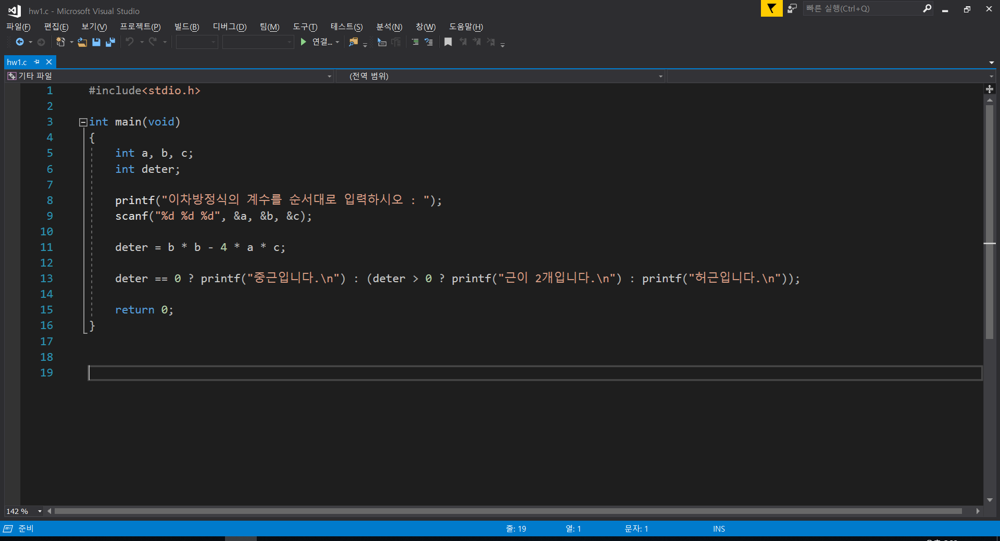 hw1.c - Microsoft Visual Studio
빠른 실행(Ctrl+Q)
파일(F) 편집(E) 보기(V) 프로젝트(P) 빌드(B) 디버그(D) 팀(M) 도구(T) 테스트(S) 분석(N) 창(W) 도움말(H)
연결...
hw1.c
기타 파일
(전역 범위)
1 #include<stdio.h>
2
3 int main(void)
4 {
5 int a, b, c;
6 int deter;
7
8 printf("이차방정식의 계수를 순서대로 입력하시오 : ");
9 scanf("%d %d %d", &a, &b, &c);
10
11 deter = b * b - 4 * a * c;
12
13 deter == 0 ? printf("중근입니다.\n") : (deter > 0 ? printf("근이 2개입니다.\n") : printf("허근입니다.\n"));
14
15 return 0;
16 }
17
18
19
142 %
준비
줄: 19
열: 1
문자: 1
INS